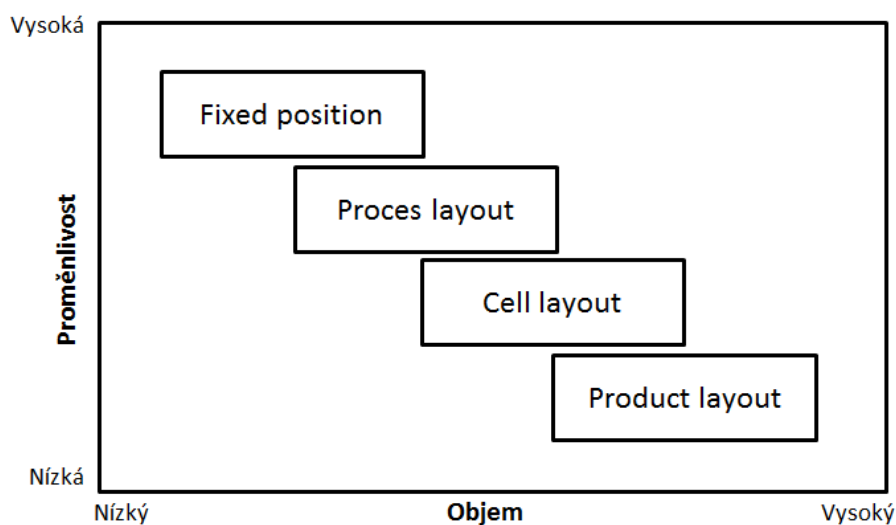 Vysoká
Fixed position
Proces layout
Proměnlivost
Cell layout
Product layout
Nízká
Nízký
Objem
Vysoký